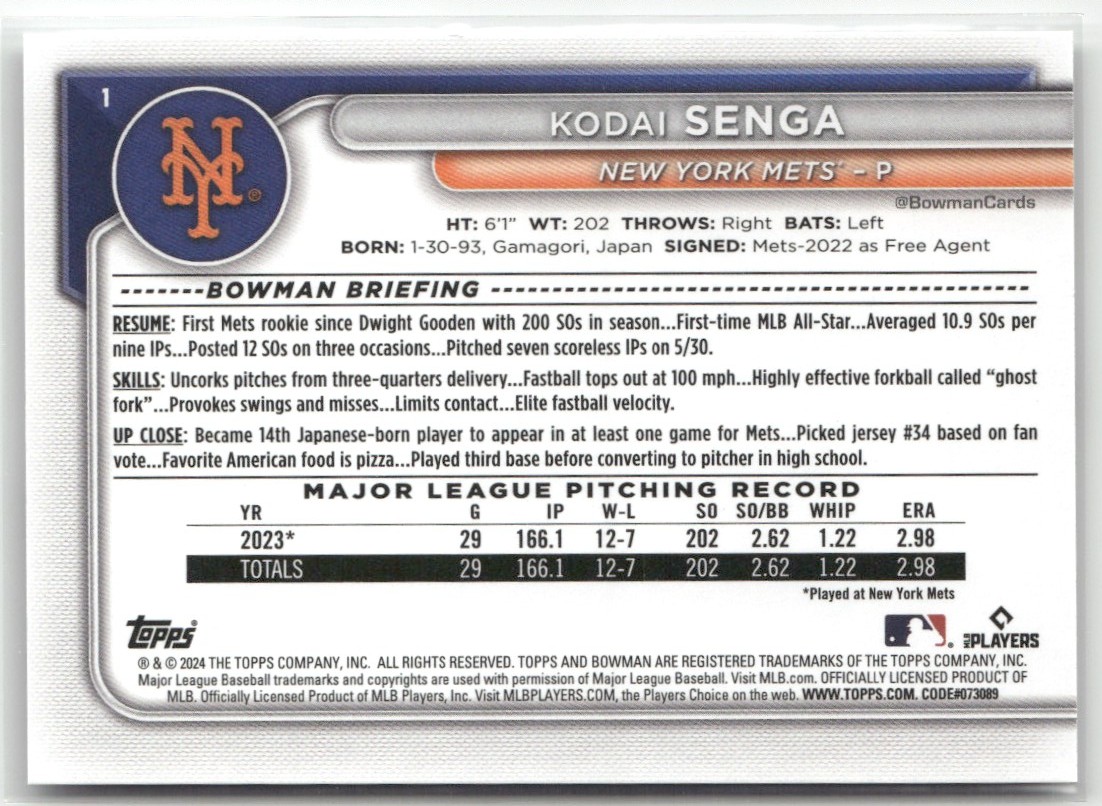 1
NY
®
KODAI SENGA
NEW YORK METS® – P
@BowmanCards
HT: 6'1" WT: 202 THROWS: Right BATS: Left
BORN: 1-30-93, Gamagori, Japan SIGNED: Mets-2022 as Free Agent
BOWMAN BRIEFING
RESUME: First Mets rookie since Dwight Gooden with 200 SOs in season...First-time MLB All-Star...Averaged 10.9 SOs per
nine IPs...Posted 12 SOs on three occasions...Pitched seven scoreless IPs on 5/30.
SKILLS: Uncorks pitches from three-quarters delivery...Fastball tops out at 100 mph...Highly effective forkball called “ghost
fork”...Provokes swings and misses...Limits contact...Elite fastball velocity.
UP CLOSE: Became 14th Japanese-born player to appear in at least one game for Mets...Picked jersey #34 based on fan
vote...Favorite American food is pizza...Played third base before converting to pitcher in high school.
MAJOR LEAGUE PITCHING RECORD
YR G IP W-L SO SO/BB WHIP ERA
2023* 29 166.1 12-7 202 2.62 1.22 2.98
TOTALS 29 166.1 12-7 202 2.62 1.22 2.98
*Played at New York Mets
Topps®
MLB PLAYERS
® & © 2024 THE TOPPS COMPANY, INC. ALL RIGHTS RESERVED. TOPPS AND BOWMAN ARE REGISTERED TRADEMARKS OF THE TOPPS COMPANY, INC.
Major League Baseball trademarks and copyrights are used with permission of Major League Baseball. Visit MLB.com. OFFICIALLY LICENSED PRODUCT OF
MLB. Officially Licensed Product of MLB Players, Inc. Visit MLBPLAYERS.COM, the Players Choice on the web. WWW.TOPPS.COM. CODE#073089